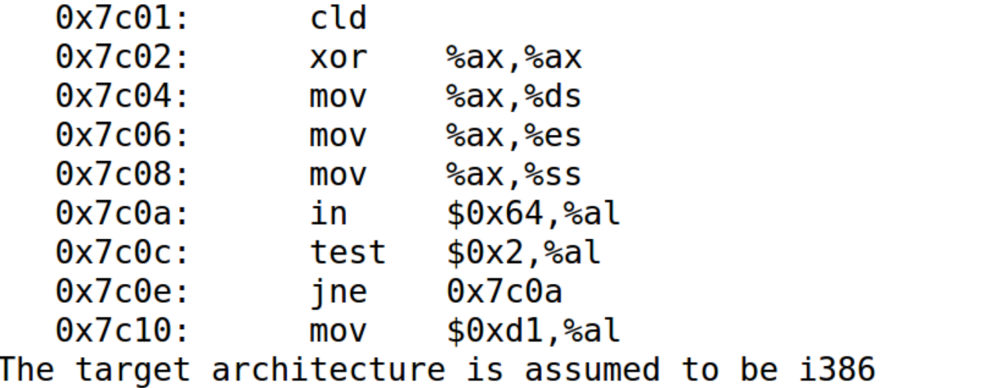 0x7c01: cld
0x7c02: xor %ax,%ax
0x7c04: mov %ax,%ds
0x7c06: mov %ax,%es
0x7c08: mov %ax,%ss
0x7c0a: in $0x64,%al
0x7c0c: test $0x2,%al
0x7c0e: jne 0x7c0a
0x7c10: mov $0xd1,%al
The target architecture is assumed to be i386